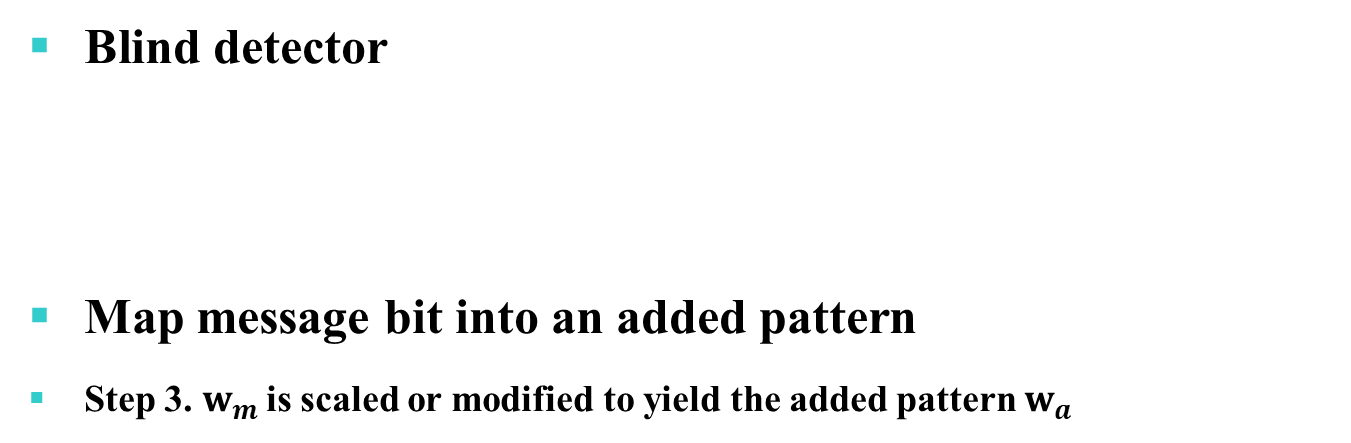 ▪ Blind detector
▪ Map message bit into an added pattern
▪ Step 3. wₘ is scaled or modified to yield the added pattern wₐ